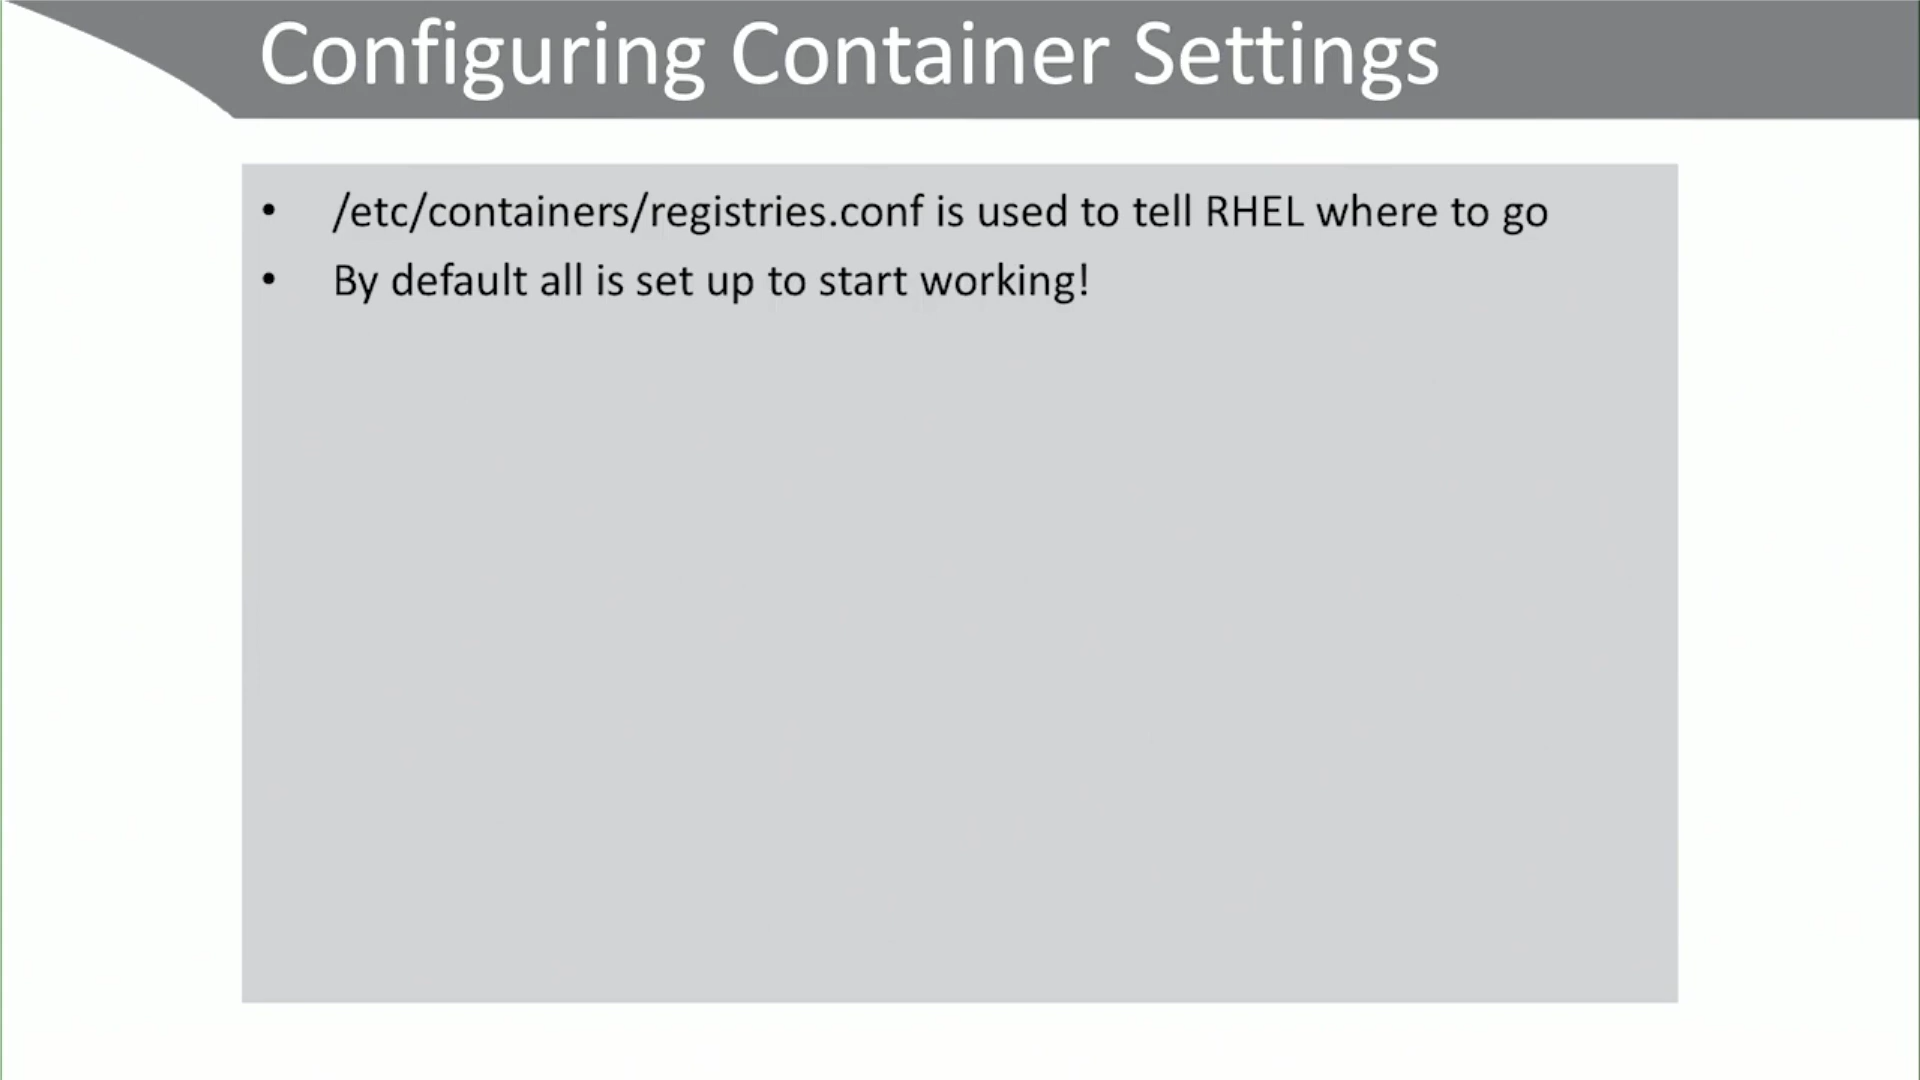 Configuring Container Settings
• /etc/containers/registries.conf is used to tell RHEL where to go
• By default all is set up to start working!